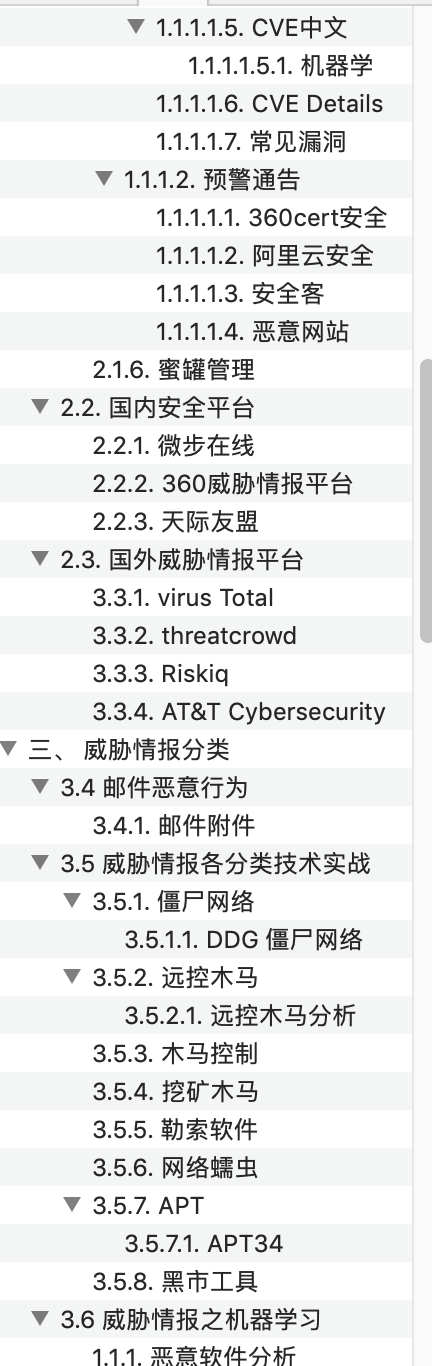 1.1.1.1.5. CVE中文
1.1.1.1.5.1. 机器学
1.1.1.1.6. CVE Details
1.1.1.1.7. 常见漏洞
1.1.1.2. 预警通告
1.1.1.1.1. 360cert安全
1.1.1.1.2. 阿里云安全
1.1.1.1.3. 安全客
1.1.1.1.4. 恶意网站
2.1.6. 蜜罐管理
2.2. 国内安全平台
2.2.1. 微步在线
2.2.2. 360威胁情报平台
2.2.3. 天际友盟
2.3. 国外威胁情报平台
3.3.1. virus Total
3.3.2. threatcrowd
3.3.3. Riskiq
3.3.4. AT&T Cybersecurity
三、 威胁情报分类
3.4 邮件恶意行为
3.4.1. 邮件附件
3.5 威胁情报各分类技术实战
3.5.1. 僵尸网络
3.5.1.1. DDG 僵尸网络
3.5.2. 远控木马
3.5.2.1. 远控木马分析
3.5.3. 木马控制
3.5.4. 挖矿木马
3.5.5. 勒索软件
3.5.6. 网络蠕虫
3.5.7. APT
3.5.7.1. APT34
3.5.8. 黑市工具
3.6 威胁情报之机器学习
1.1.1. 恶意软件分析